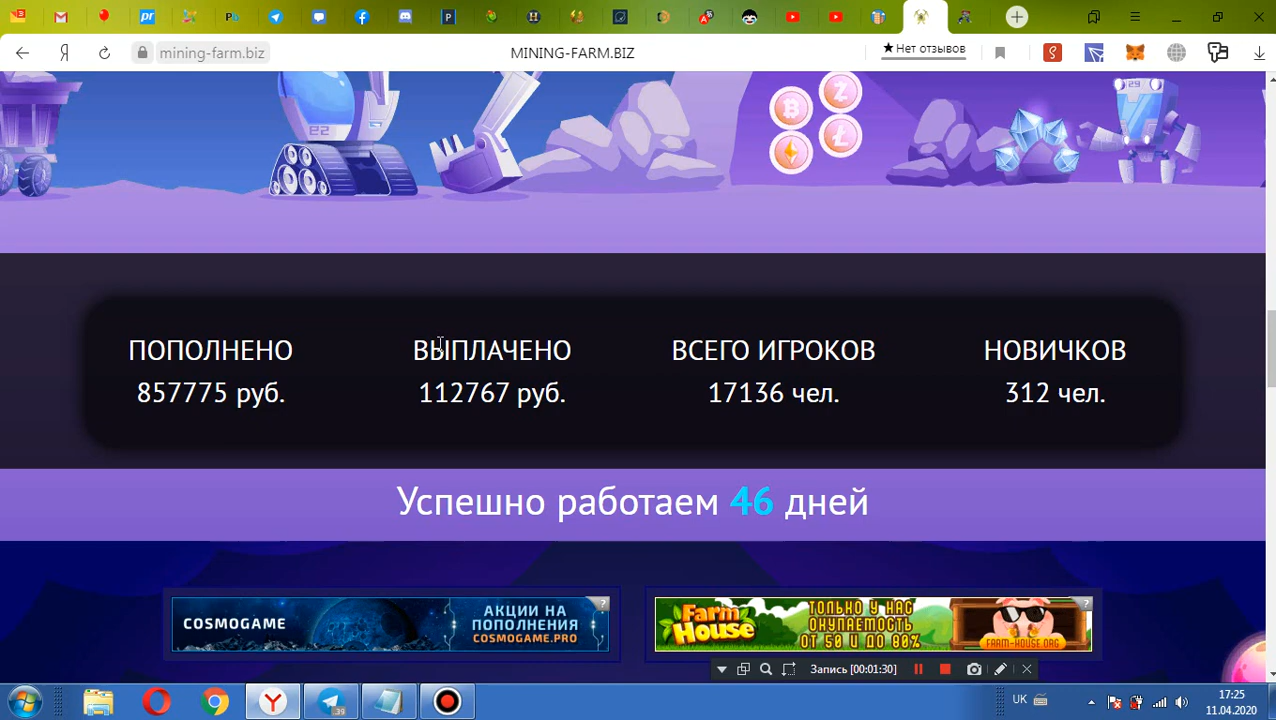 mining-farm.biz
MINING-FARM.BIZ
★Нет отзывов
ПОПОЛНЕНО
857775 руб.
ВЫПЛАЧЕНО
112767 руб.
ВСЕГО ИГРОКОВ
17136 чел.
НОВИЧКОВ
312 чел.
Успешно работаем 46 дней
COSMOGAME
АКЦИИ НА
ПОПОЛНЕНИЯ
COSMOGAME.PRO
Farm
House
ТОЛЬКО У НАС
ОКУПАЕМОСТЬ
ОТ 50 И ДО 80%
FARM-HOUSE.ORG
Запись [00:01:30]
39
UK
17:25
11.04.2020